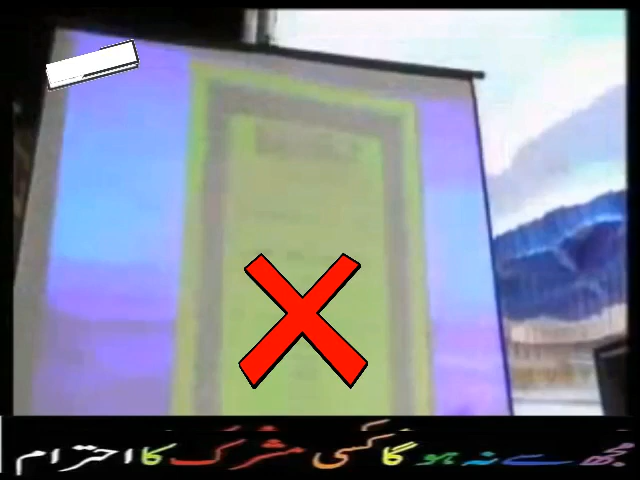 مجھ سے نہ ہو گا کسی مشرک کا احترام